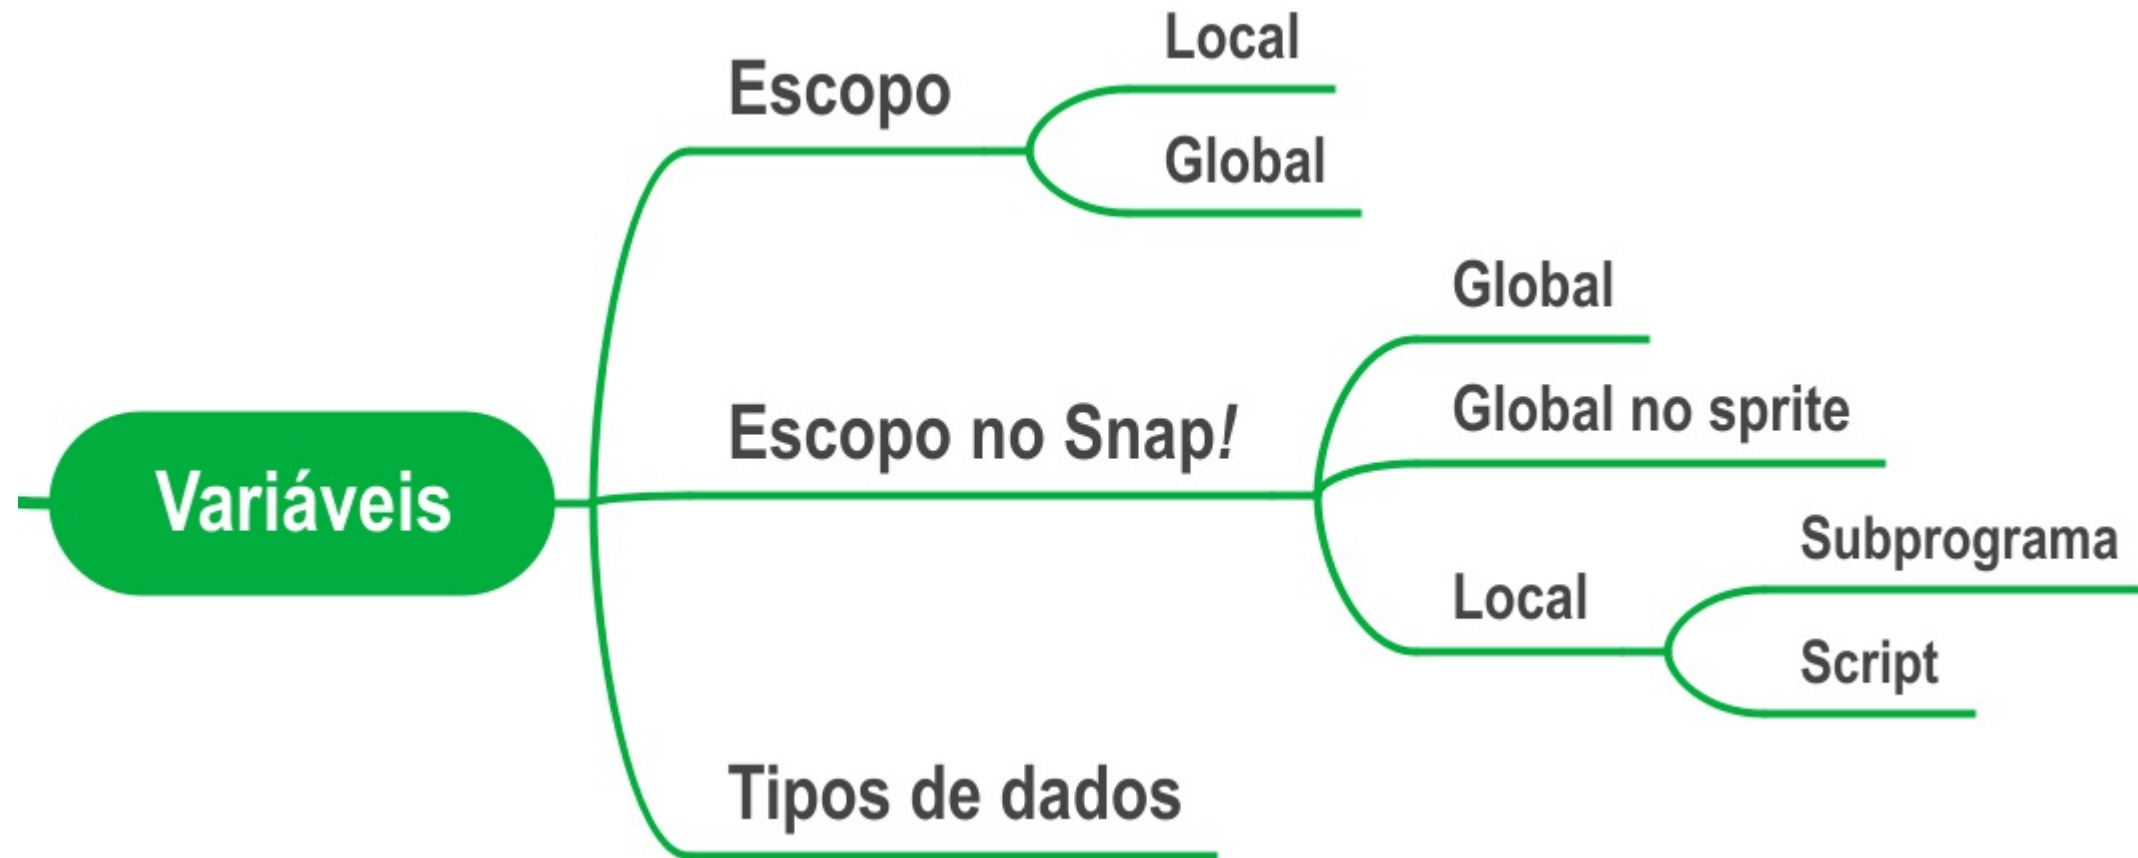 Variáveis
Escopo
Local
Global
Escopo no Snap!
Global
Global no sprite
Local
Subprograma
Script
Tipos de dados